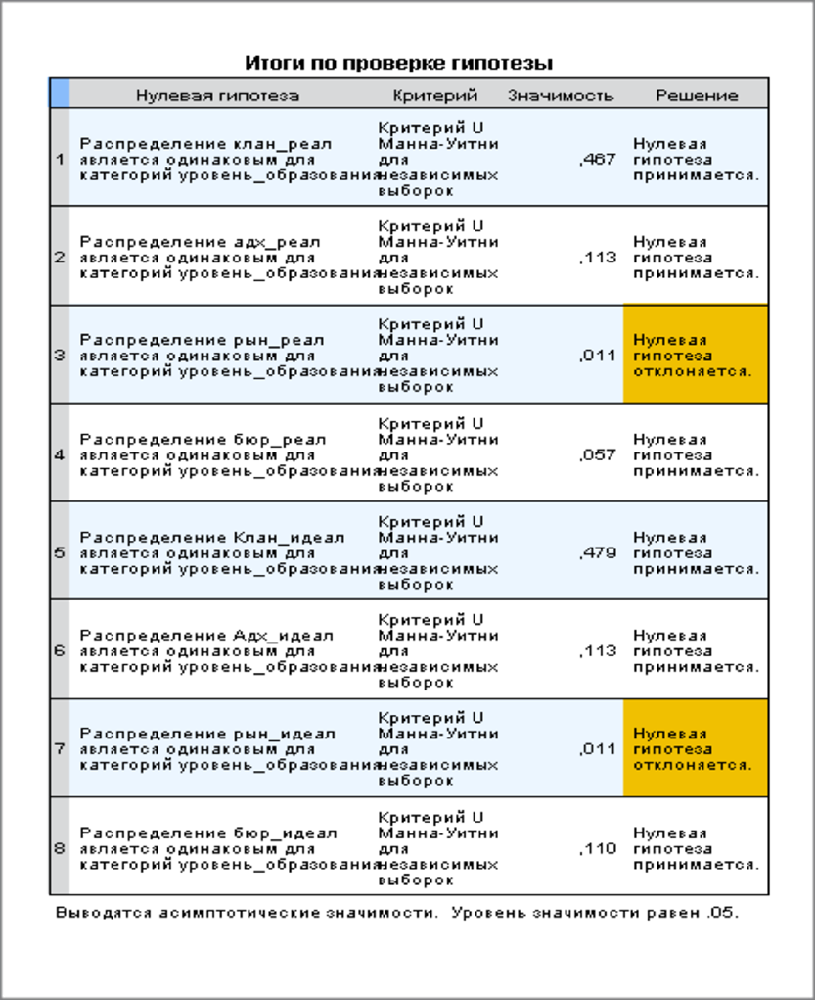 Итоги по проверке гипотезы
Нулевая гипотеза Критерий Значимость Решение
1
Распределение клан_реал
является одинаковым для
категорий уровень_образования
Критерий U
Манна-Уитни
для
независимых
выборок
,467
Нулевая
гипотеза
принимается.
2
Распределение адх_реал
является одинаковым для
категорий уровень_образования
Критерий U
Манна-Уитни
для
независимых
выборок
,113
Нулевая
гипотеза
принимается.
3
Распределение рын_реал
является одинаковым для
категорий уровень_образования
Критерий U
Манна-Уитни
для
независимых
выборок
,011
Нулевая
гипотеза
отклоняется.
4
Распределение бюр_реал
является одинаковым для
категорий уровень_образования
Критерий U
Манна-Уитни
для
независимых
выборок
,057
Нулевая
гипотеза
принимается.
5
Распределение Клан_идеал
является одинаковым для
категорий уровень_образования
Критерий U
Манна-Уитни
для
независимых
выборок
,479
Нулевая
гипотеза
принимается.
6
Распределение Адх_идеал
является одинаковым для
категорий уровень_образования
Критерий U
Манна-Уитни
для
независимых
выборок
,113
Нулевая
гипотеза
принимается.
7
Распределение рын_идеал
является одинаковым для
категорий уровень_образования
Критерий U
Манна-Уитни
для
независимых
выборок
,011
Нулевая
гипотеза
отклоняется.
8
Распределение бюр_идеал
является одинаковым для
категорий уровень_образования
Критерий U
Манна-Уитни
для
независимых
выборок
,110
Нулевая
гипотеза
принимается.
Выводятся асимптотические значимости. Уровень значимости равен .05.